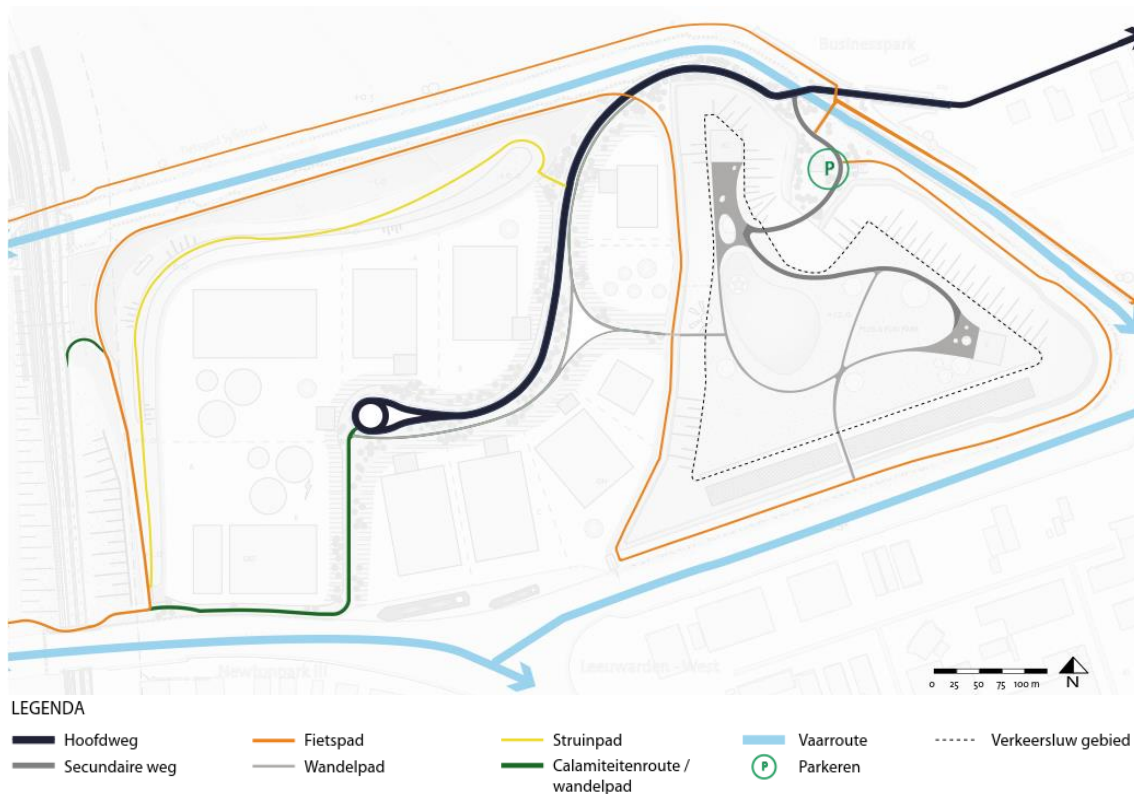 Businesspark
Newtonpark III
Leeuwarden - West
0 25 50 75 100 m
N
P
LEGENDA
Hoofdweg
Secundaire weg
Fietspad
Wandelpad
Struinpad
Calamiteitenroute /
wandelpad
Vaarroute
P Parkeren
Verkeersluw gebied